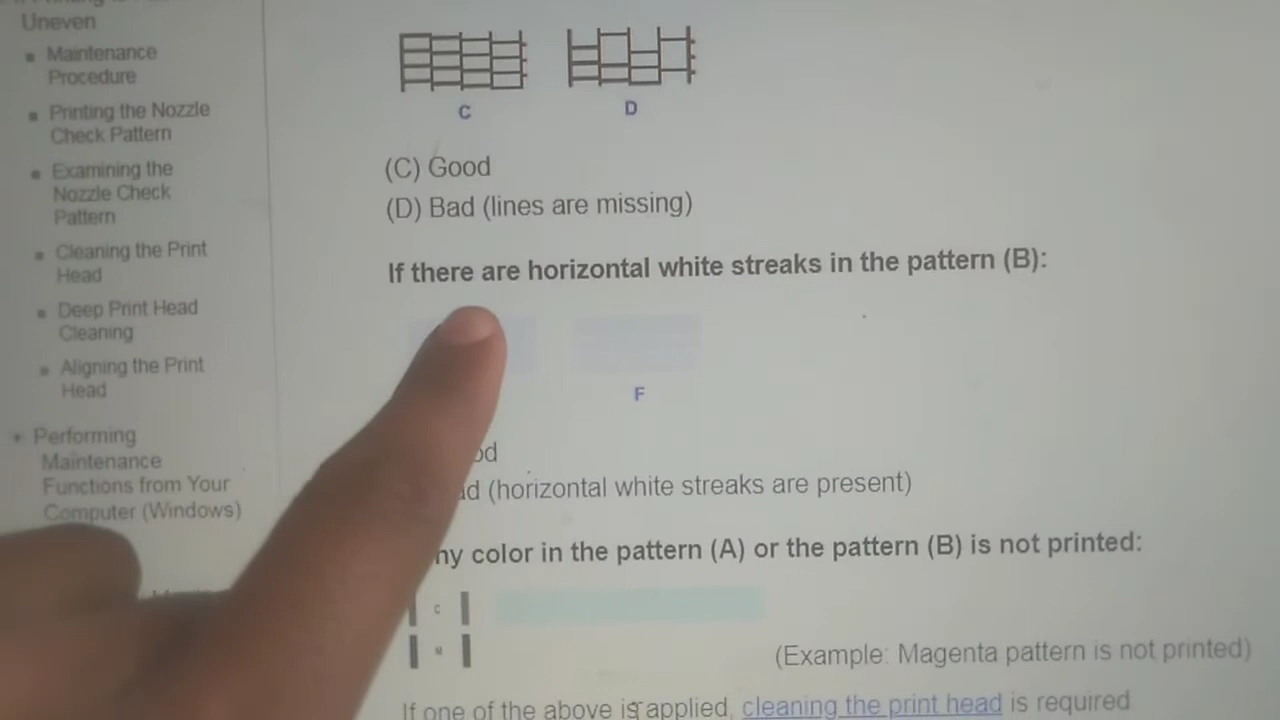 Uneven
Maintenance
Procedure
Printing the Nozzle
Check Pattern
Examining the
Nozzle Check
Pattern
Cleaning the Print
Head
Deep Print Head
Cleaning
Aligning the Print
Head
Performing
Maintenance
Functions from Your
Computer (Windows)
C D
(C) Good
(D) Bad (lines are missing)
If there are horizontal white streaks in the pattern (B):
F
(horizontal white streaks are present)
color in the pattern (A) or the pattern (B) is not printed:
C
M
(Example: Magenta pattern is not printed)
If one of the above is applied, cleaning the print head is required